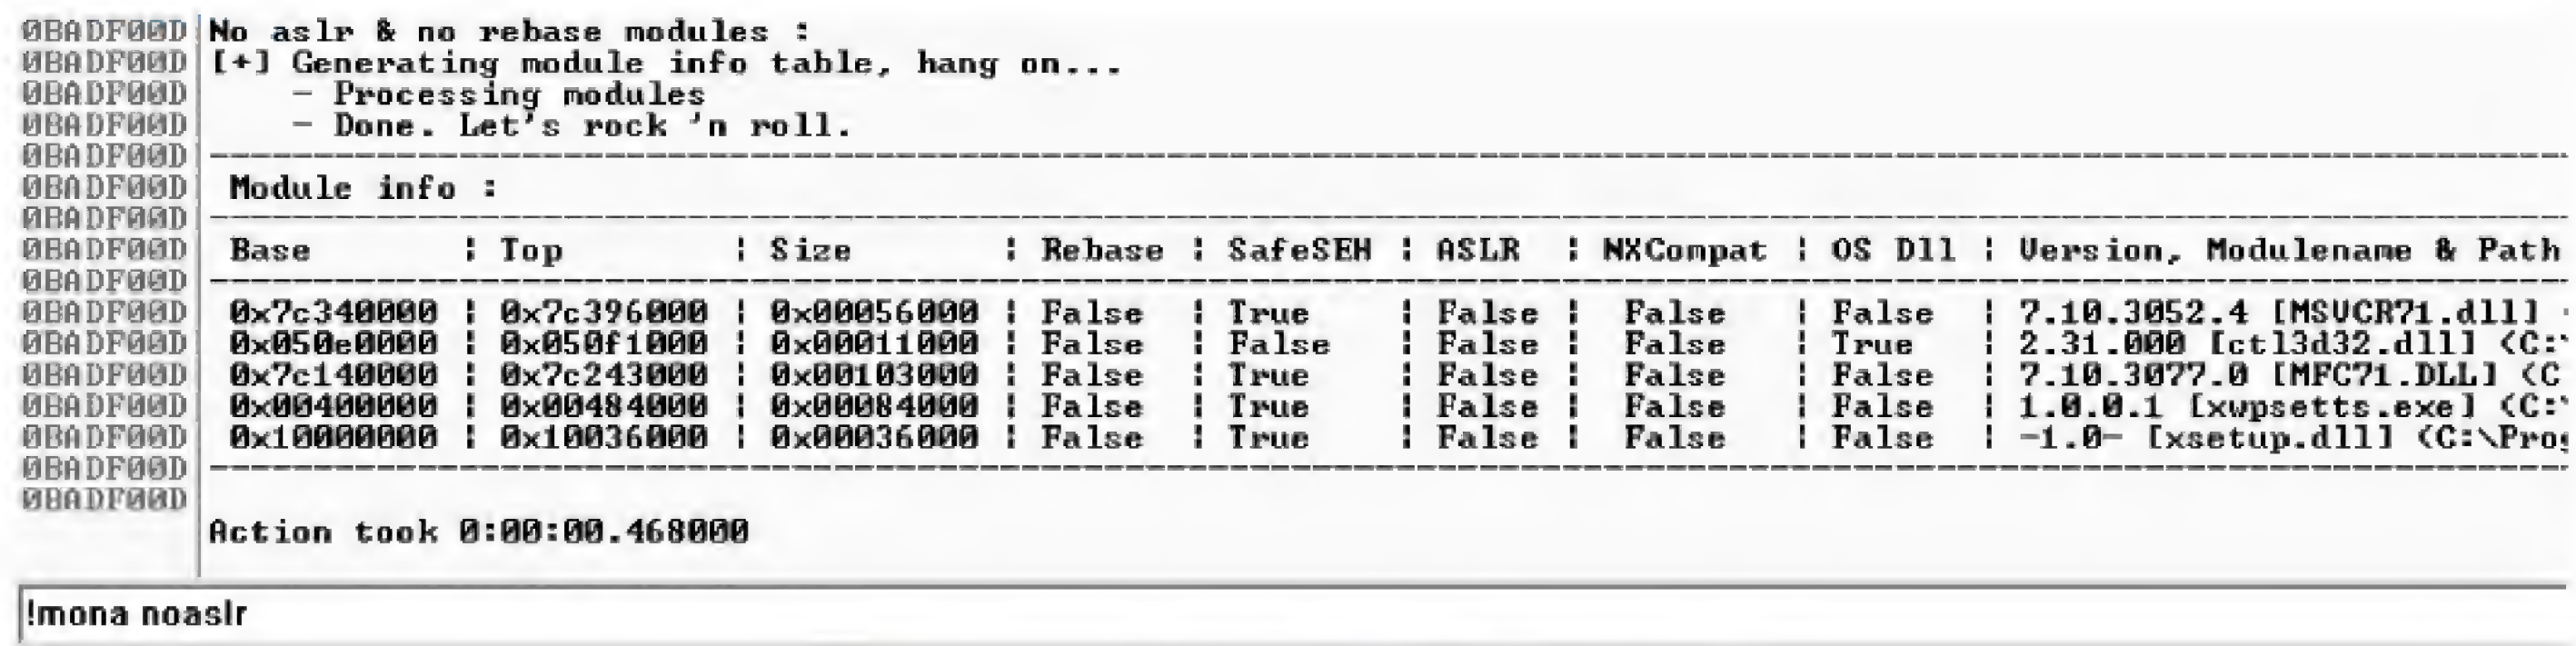 0BADF00D No aslr & no rebase modules :
0BADF00D [+] Generating module info table, hang on...
0BADF00D     - Processing modules
0BADF00D     - Done. Let's rock 'n roll.
0BADF00D ----------------------------------------------------------------
0BADF00D  Module info :
0BADF00D ----------------------------------------------------------------
0BADF00D  Base       | Top        | Size       | Rebase | SafeSEH | ASLR  | NXCompat | OS Dll | Version, Modulename & Path
0BADF00D ----------------------------------------------------------------
0BADF00D  0x7c340000 | 0x7c396000 | 0x00056000 | False  | True    | False |  False   | False  | 7.10.3052.4 [MSVCR71.dll]
0BADF00D  0x050e0000 | 0x050f1000 | 0x00011000 | False  | False   | False |  False   | True   | 2.31.000 [ctl3d32.dll] (C:
0BADF00D  0x7c140000 | 0x7c243000 | 0x00103000 | False  | True    | False |  False   | False  | 7.10.3077.0 [MFC71.DLL] (C
0BADF00D  0x00400000 | 0x00484000 | 0x00084000 | False  | True    | False |  False   | False  | 1.0.0.1 [xwpsetts.exe] (C:
0BADF00D  0x10000000 | 0x10036000 | 0x00036000 | False  | True    | False |  False   | False  | -1.0- [xsetup.dll] (C:\Pro
0BADF00D ----------------------------------------------------------------
0BADF00D
Action took 0:00:00.468000
!mona noaslr